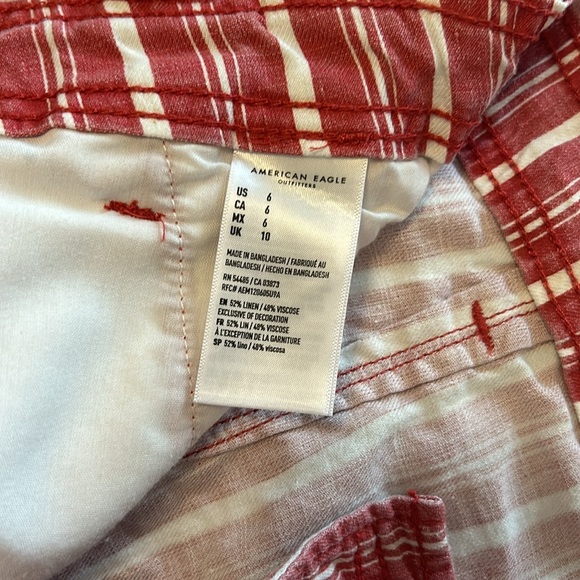 AMERICAN EAGLE
OUTFITTERS
US 6
CA 6
MX 6
UK 10
MADE IN BANGLADESH / FABRIQUÉ AU
BANGLADESH / HECHO EN BANGLADESH
RN 54485 / CA 03873
RFC# AEM120605U9A
EN 52% LINEN / 48% VISCOSE
EXCLUSIVE OF DECORATION
FR 52% LIN / 48% VISCOSE
À L'EXCEPTION DE LA GARNITURE
SP 52% lino / 48% viscosa